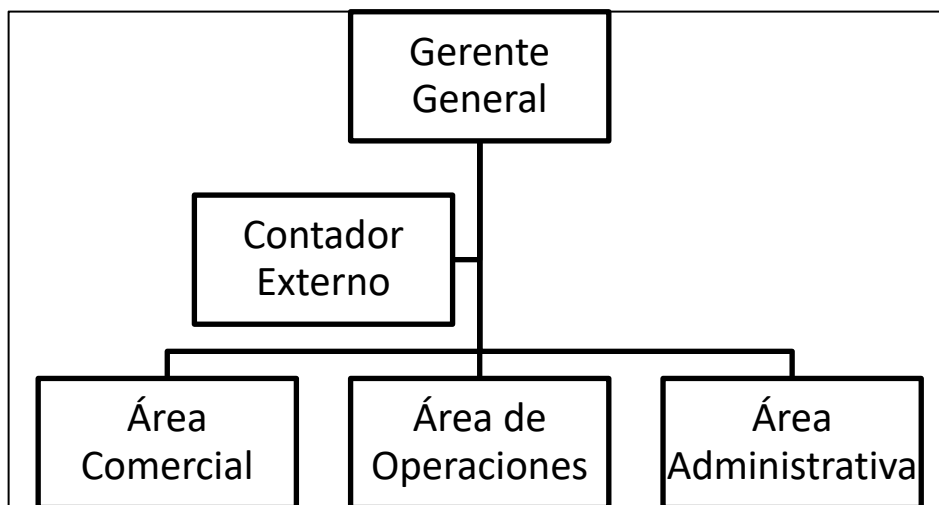 Gerente
General
Contador
Externo
Área
Comercial
Área de
Operaciones
Área
Administrativa